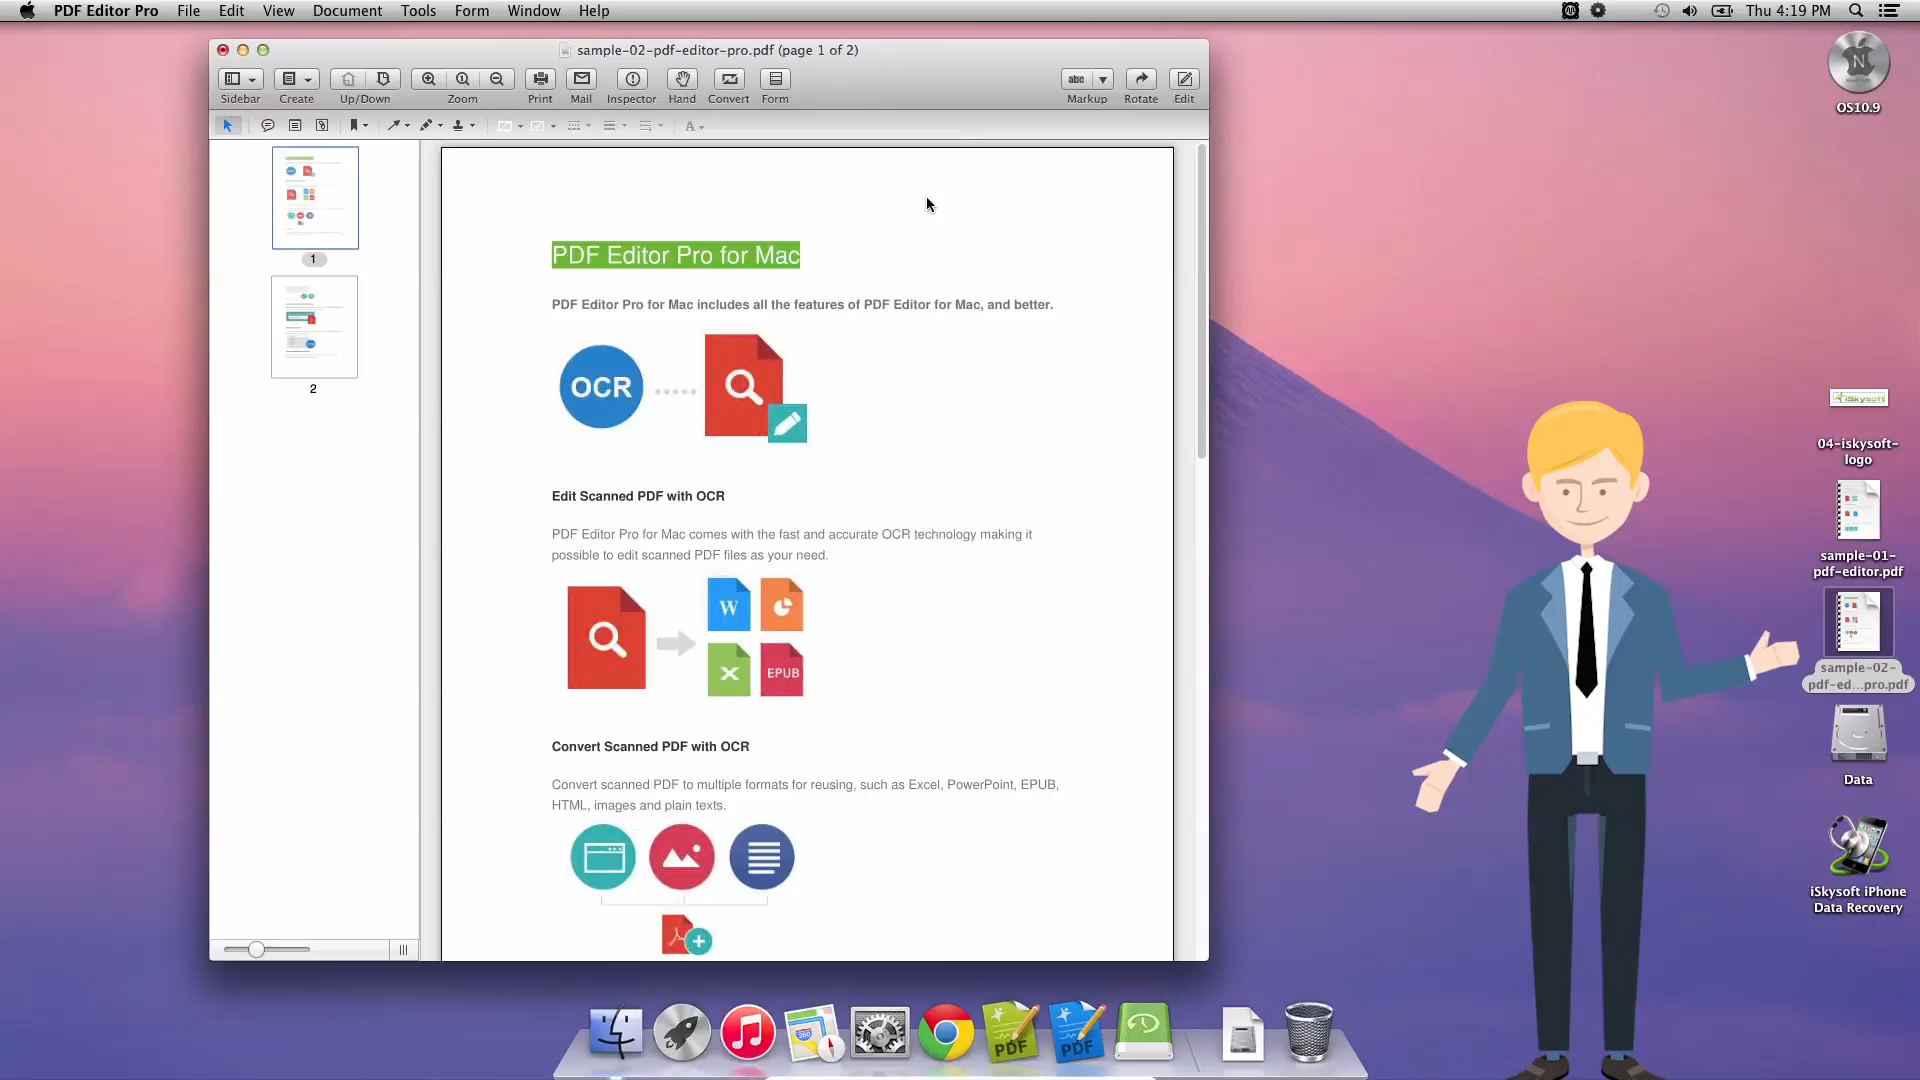 PDF Editor Pro File Edit View Document Tools Form Window Help Thu 4:19 PM
sample-02-pdf-editor-pro.pdf (page 1 of 2)
abc
Sidebar Create Up/Down Zoom Print Mail Inspector Hand Convert Form Markup Rotate Edit
A
1
2
PDF Editor Pro for Mac
PDF Editor Pro for Mac includes all the features of PDF Editor for Mac, and better.
OCR
Edit Scanned PDF with OCR
PDF Editor Pro for Mac comes with the fast and accurate OCR technology making it
possible to edit scanned PDF files as your need.
W
X
EPUB
Convert Scanned PDF with OCR
Convert scanned PDF to multiple formats for reusing, such as Excel, PowerPoint, EPUB,
HTML, images and plain texts.
N
OS10.9
iSkysoft
04-iskysoft-
logo
sample-01-
pdf-editor.pdf
sample-02-
pdf-ed...pro.pdf
Data
iSkysoft iPhone
Data Recovery
280
PDF
PDF